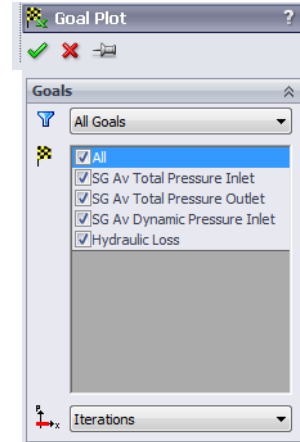 Goal Plot ?
Goals
All Goals
All
SG Av Total Pressure Inlet
SG Av Total Pressure Outlet
SG Av Dynamic Pressure Inlet
Hydraulic Loss
Iterations